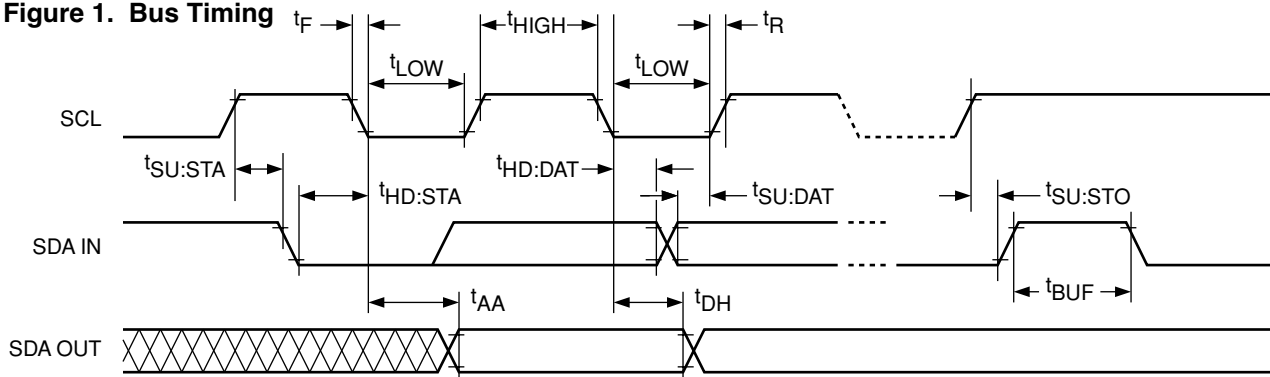 Figure 1. Bus Timing
tF
tHIGH
tR
tLOW
tLOW
SCL
tSU:STA
tHD:STA
tHD:DAT
tSU:DAT
tSU:STO
SDA IN
tBUF
tAA
tDH
SDA OUT